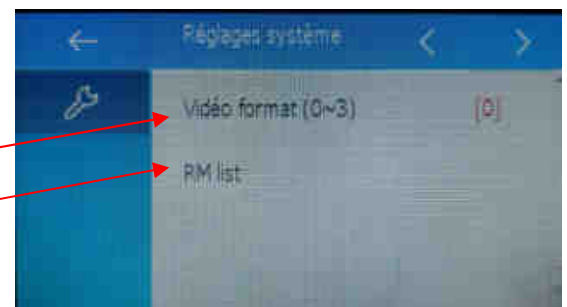 Réglages système
Vidéo format (0~3) [0]
RM list